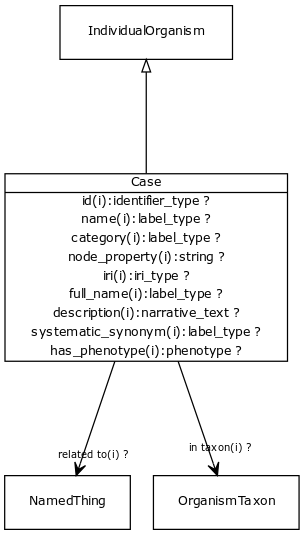 IndividualOrganism
Case
id(i):identifier_type ?
name(i):label_type ?
category(i):label_type ?
node_property(i):string ?
iri(i):iri_type ?
full_name(i):label_type ?
description(i):narrative_text ?
systematic_synonym(i):label_type ?
has_phenotype(i):phenotype ?
related to(i) ?
in taxon(i) ?
NamedThing
OrganismTaxon